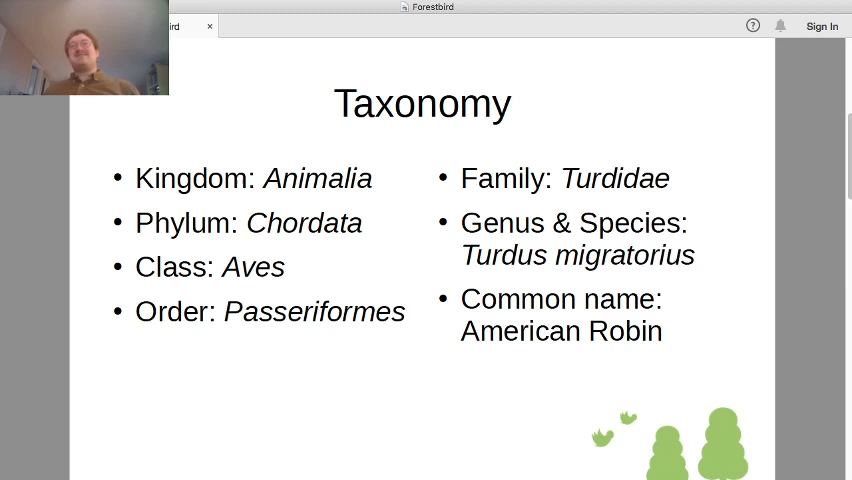 Forestbird
ird ×
? Sign In
Taxonomy
• Kingdom: Animalia
• Phylum: Chordata
• Class: Aves
• Order: Passeriformes
• Family: Turdidae
• Genus & Species:
Turdus migratorius
• Common name:
American Robin